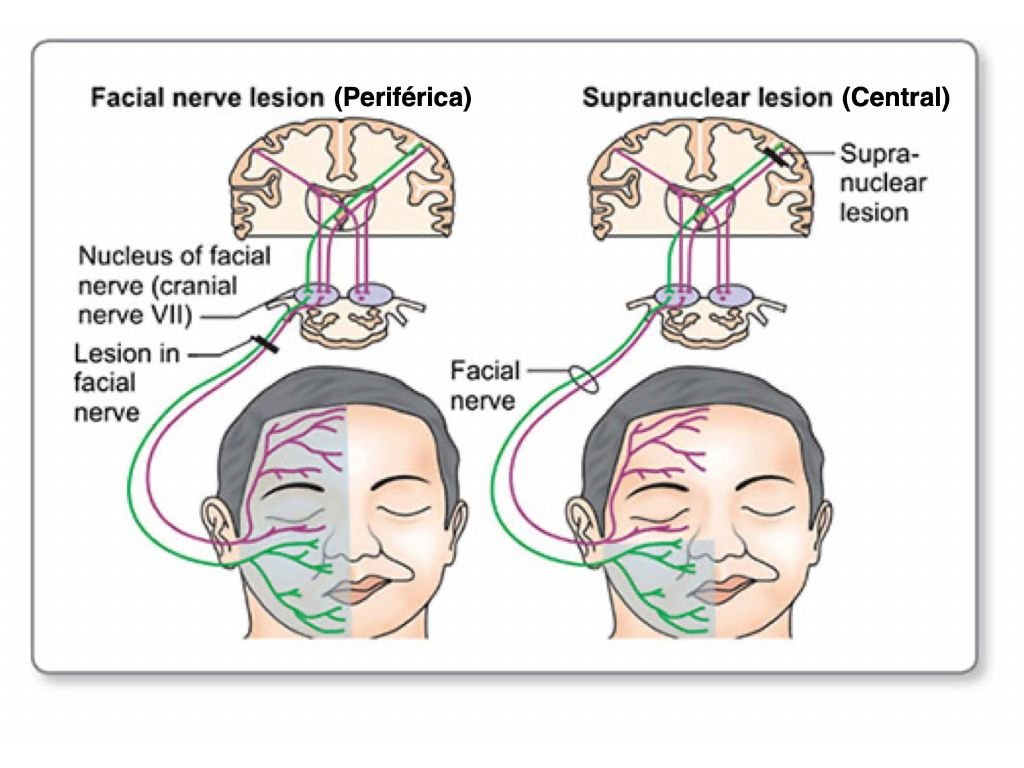 Facial nerve lesion (Periférica)
Nucleus of facial
nerve (cranial
nerve VII)
Lesion in
facial
nerve
Supranuclear lesion (Central)
Supra-
nuclear
lesion
Facial
nerve